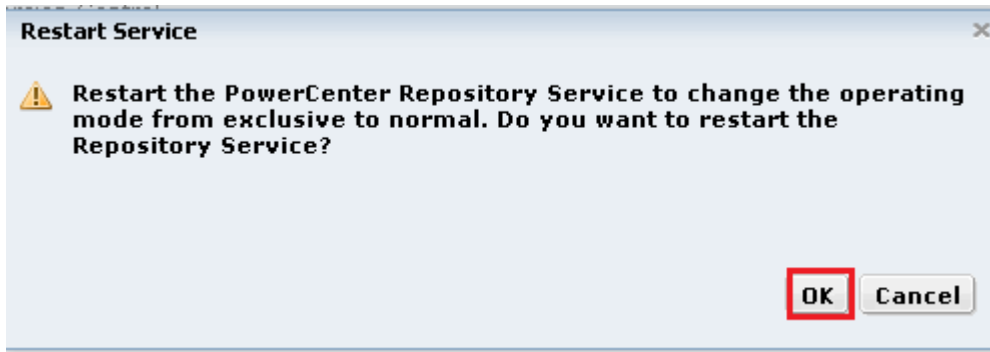 Restart Service
Restart the PowerCenter Repository Service to change the operating
mode from exclusive to normal. Do you want to restart the
Repository Service?
OK Cancel